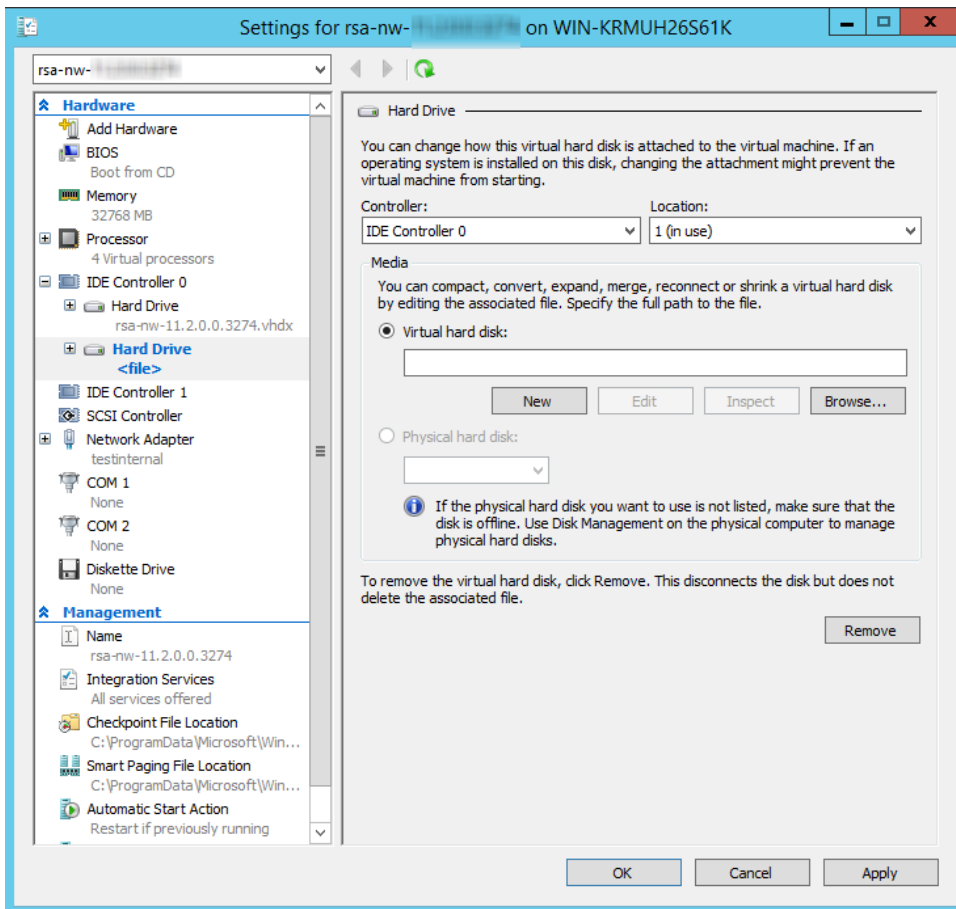 Settings for rsa-nw- on WIN-KRMUH26S61K
rsa-nw-
Hardware
Add Hardware
BIOS
Boot from CD
Memory
32768 MB
Processor
4 Virtual processors
IDE Controller 0
Hard Drive
rsa-nw-11.2.0.0.3274.vhdx
Hard Drive
<file>
IDE Controller 1
SCSI Controller
Network Adapter
testinternal
COM 1
None
COM 2
None
Diskette Drive
None
Management
Name
rsa-nw-11.2.0.0.3274
Integration Services
All services offered
Checkpoint File Location
C:\ProgramData\Microsoft\Win...
Smart Paging File Location
C:\ProgramData\Microsoft\Win...
Automatic Start Action
Restart if previously running
Hard Drive
You can change how this virtual hard disk is attached to the virtual machine. If an
operating system is installed on this disk, changing the attachment might prevent the
virtual machine from starting.
Controller: Location:
IDE Controller 0 1 (in use)
Media
You can compact, convert, expand, merge, reconnect or shrink a virtual hard disk
by editing the associated file. Specify the full path to the file.
Virtual hard disk:
New Edit Inspect Browse...
Physical hard disk:
If the physical hard disk you want to use is not listed, make sure that the
disk is offline. Use Disk Management on the physical computer to manage
physical hard disks.
To remove the virtual hard disk, click Remove. This disconnects the disk but does not
delete the associated file.
Remove
OK Cancel Apply